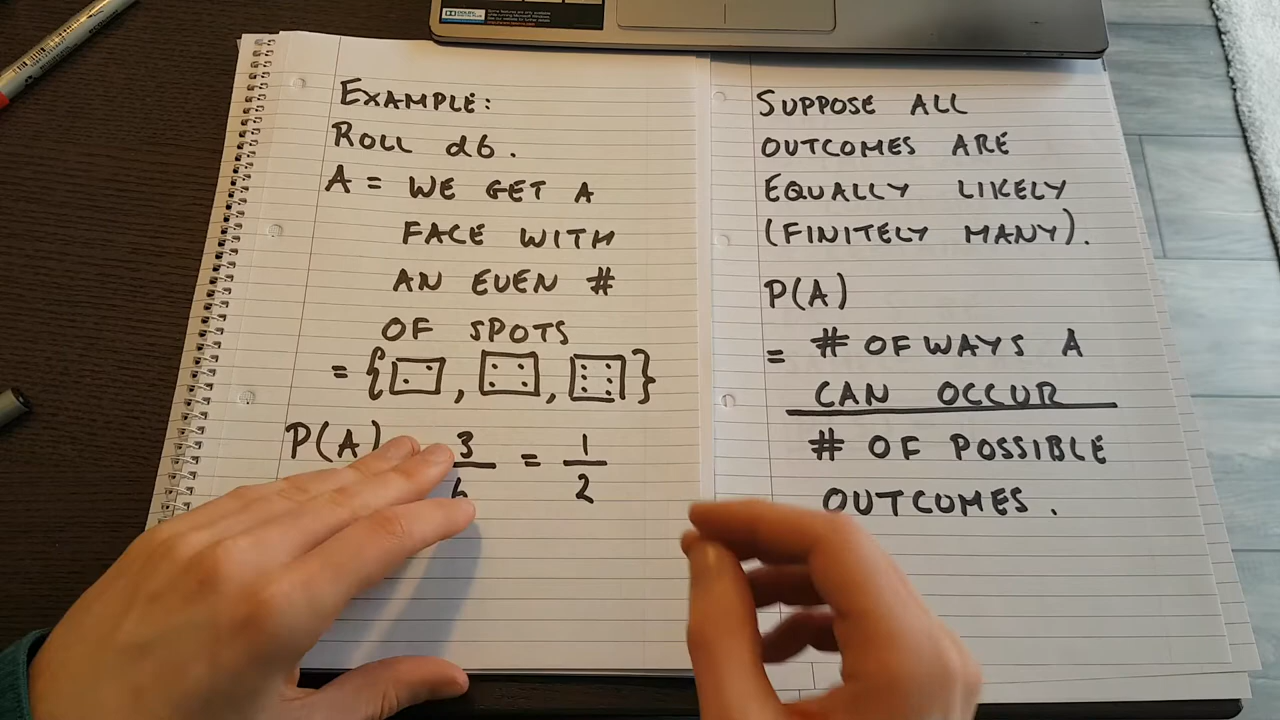 EXAMPLE:
ROLL d6.
A = WE GET A
FACE WITH
AN EVEN #
OF SPOTS
= { , , }
P(A) 3/6 = 1/2
SUPPOSE ALL
OUTCOMES ARE
EQUALLY LIKELY
(FINITELY MANY).
P(A)
= # OF WAYS A
CAN OCCUR
# OF POSSIBLE
OUTCOMES.